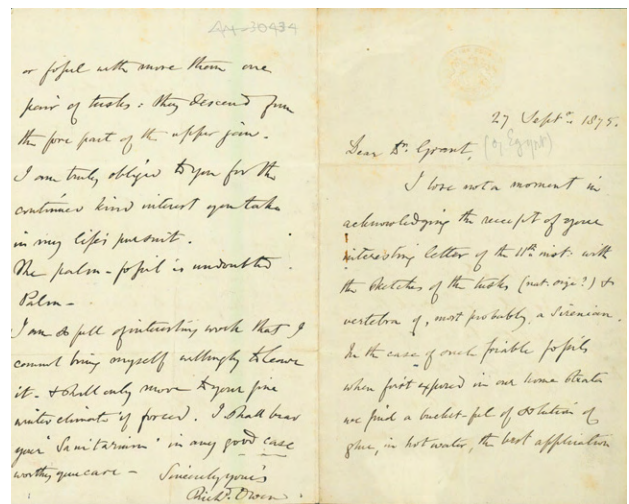 27 Septr. 1875.
Dear Dr. Grant, (of Egypt)
I lose not a moment in
acknowledging the receipt of your
interesting letter of the 11th inst. with
the sketches of the tusks (nat. size?) &
vertebra of, most probably, a Sirenian.
In the case of such friable fossils
when first exposed in our home strata
we find a bucket-ful of solution of
glue, in hot water, the best application
or fossil with more than one
pair of tusks: they descend from
the fore part of the upper jaw.
I am truly obliged to you for the
continued kind interest you take
in my life's pursuit.
The palm-fossil is undoubted
Palm—
I am so full of interesting work that I
cannot bring myself willingly to leave
it - & shall only move to your fine
winter climate if forced. I shall bear
your 'Sanitarium' in any good case
worthy your care —
Sincerely yours
Richd. Owen